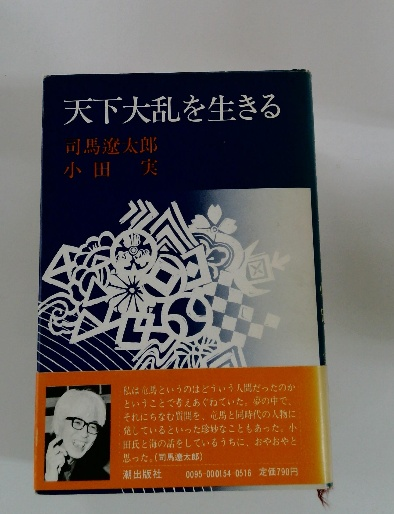 天下大乱を生きる
司馬遼太郎
小田 実
私は竜馬というのはどういう人間だったのか
ということで考えあぐねていた。夢の中で、
それにちなむ質問を、竜馬と同時代の人物に
発しているといった珍妙なこともあった。小
田氏と海の話をしているうちに、おやおやと
思った。(司馬遼太郎)
潮出版社 0095-000154-0516 定価790円